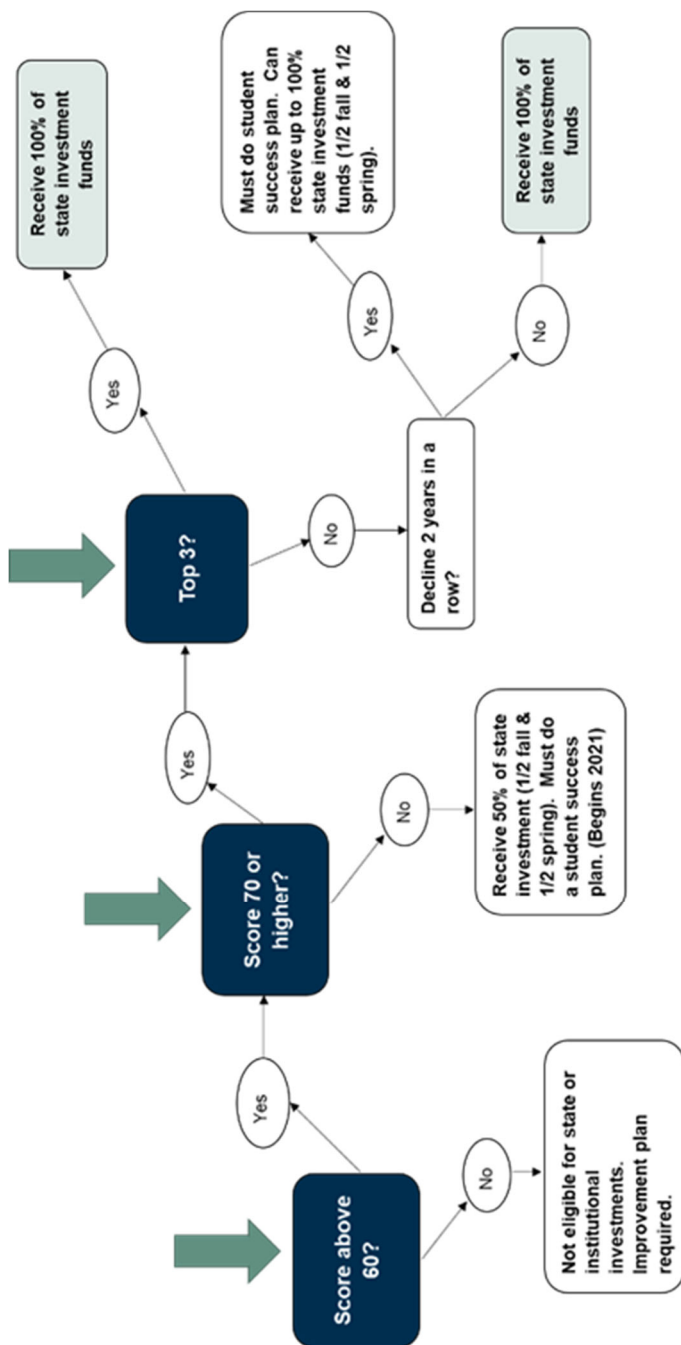 Score above
60?
Yes
No
Not eligible for state or
institutional
investments.
Improvement plan
required.
Score 70 or
higher?
Yes
No
Receive 50% of state
investment (1/2 fall &
1/2 spring). Must do
a student success
plan. (Begins 2021)
Top 3?
Yes
Receive 100% of
state investment
funds
No
Decline 2 years in a
row?
Yes
Must do student
success plan. Can
receive up to 100%
state investment
funds (1/2 fall & 1/2
spring).
No
Receive 100% of
state investment
funds